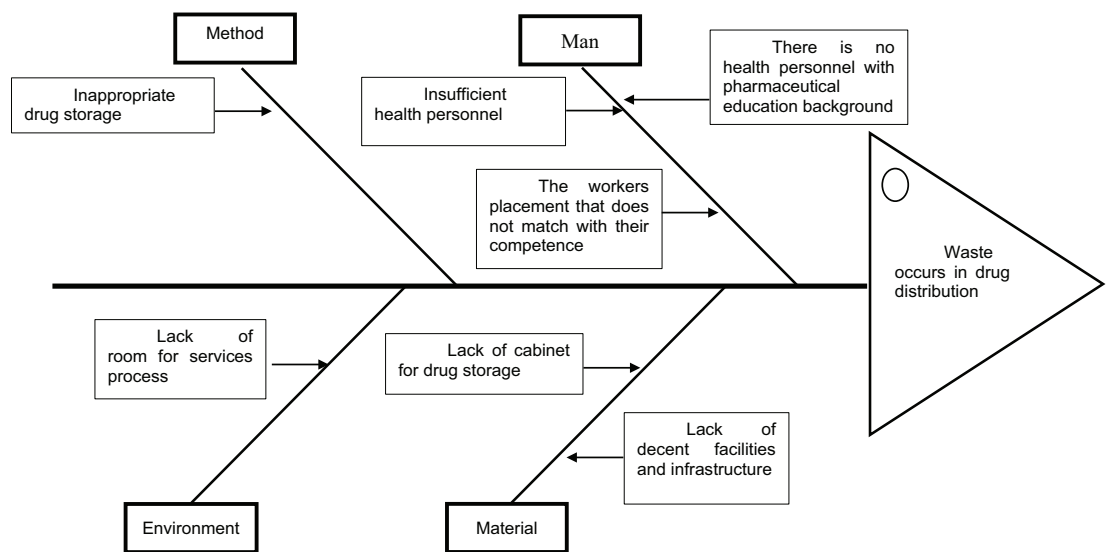 Method
Man
There is no
health personnel with
pharmaceutical
education background
Inappropriate
drug storage
Insufficient
health personnel
The workers
placement that does
not match with their
competence
Waste
occurs in drug
distribution
Lack of
room for services
process
Lack of cabinet
for drug storage
Lack of
decent facilities
and infrastructure
Environment
Material